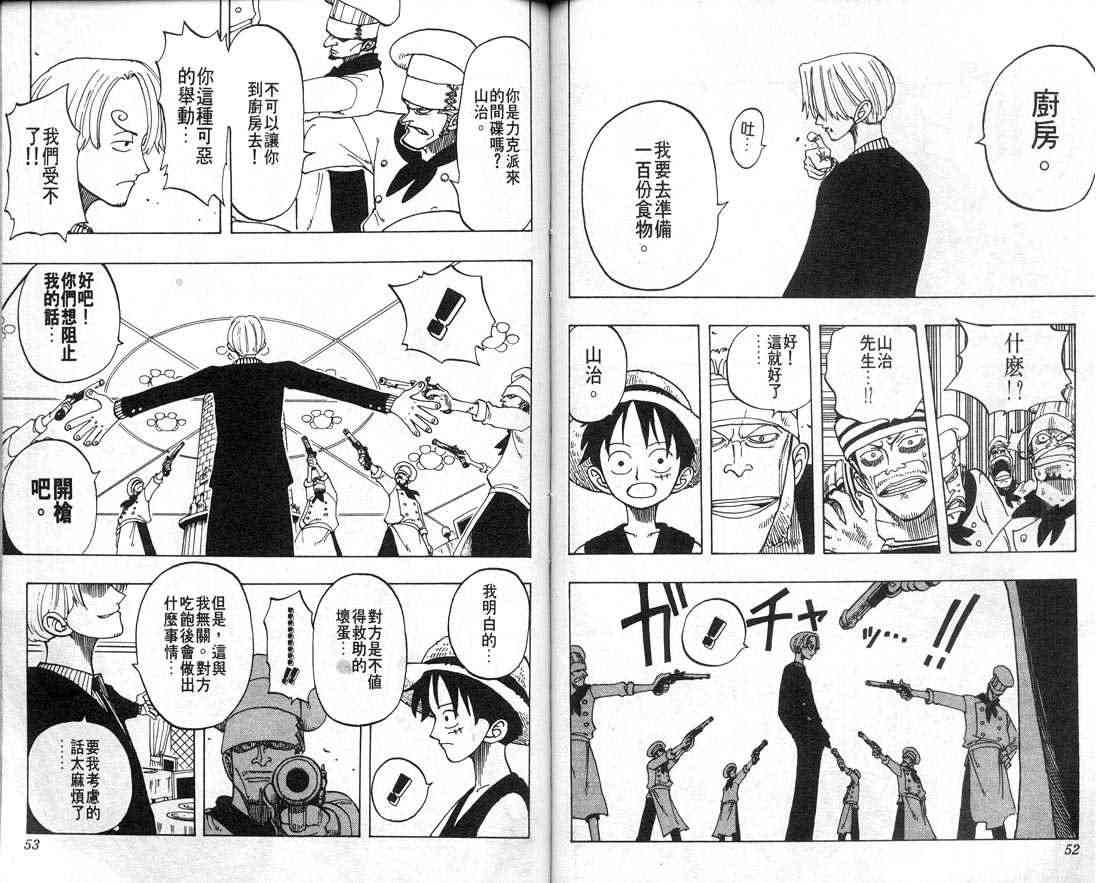 廚房。
吐…
我要去準備
一百份食物。
什麼!?
山治
先生…!?
好！
這就好了
……
山治。
ガチャッ…!!
!!
52
你是力克派來
的間諜嗎？
山治。
不可以讓你
到廚房去！
你這種可惡
的舉動…
我們受不
了!!
!!
好吧！
你們想阻止
我的話…
開槍
吧。
我明白的…
!!
對方是不值
得救助的
壞蛋…
…………!!
但是，這與
我無關。對方
吃飽後會做出
什麼事情…
要我考慮的
話太麻煩了
……
53